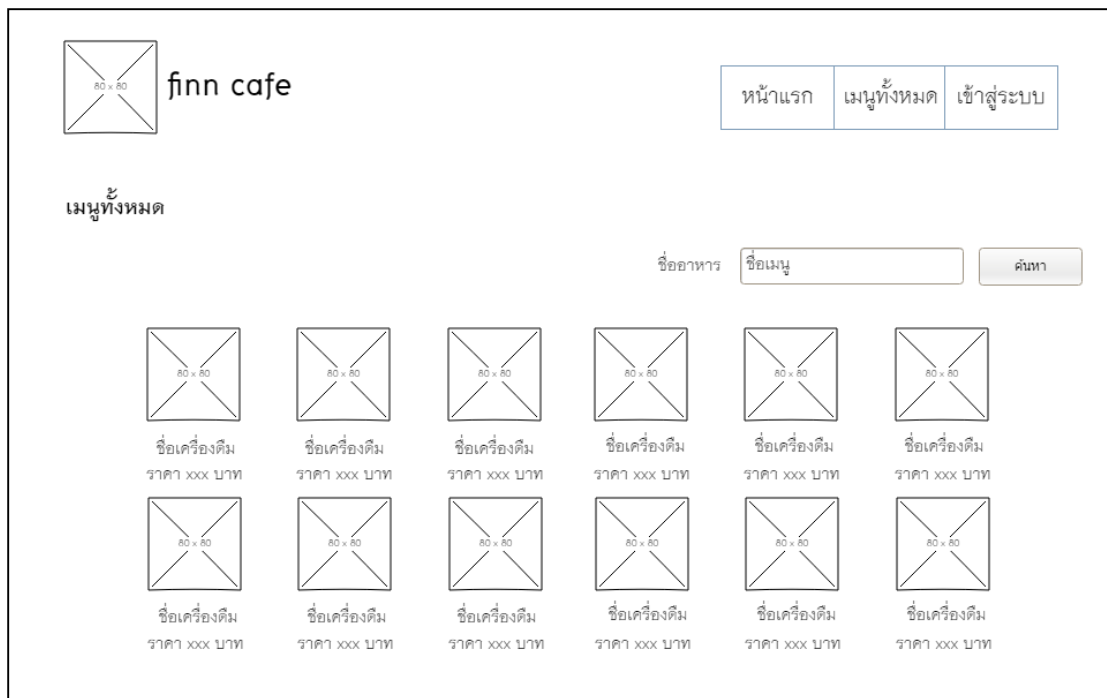 80 x 80
finn cafe
หน้าแรก เมนูทั้งหมด เข้าสู่ระบบ
เมนูทั้งหมด
ชื่ออาหาร ชื่อเมนู ค้นหา
80 x 80 80 x 80 80 x 80 80 x 80 80 x 80 80 x 80
ชื่อเครื่องดืม ชื่อเครื่องดืม ชื่อเครื่องดืม ชื่อเครื่องดืม ชื่อเครื่องดืม ชื่อเครื่องดืม
ราคา xxx บาท ราคา xxx บาท ราคา xxx บาท ราคา xxx บาท ราคา xxx บาท ราคา xxx บาท
80 x 80 80 x 80 80 x 80 80 x 80 80 x 80 80 x 80
ชื่อเครื่องดืม ชื่อเครื่องดืม ชื่อเครื่องดืม ชื่อเครื่องดืม ชื่อเครื่องดืม ชื่อเครื่องดืม
ราคา xxx บาท ราคา xxx บาท ราคา xxx บาท ราคา xxx บาท ราคา xxx บาท ราคา xxx บาท